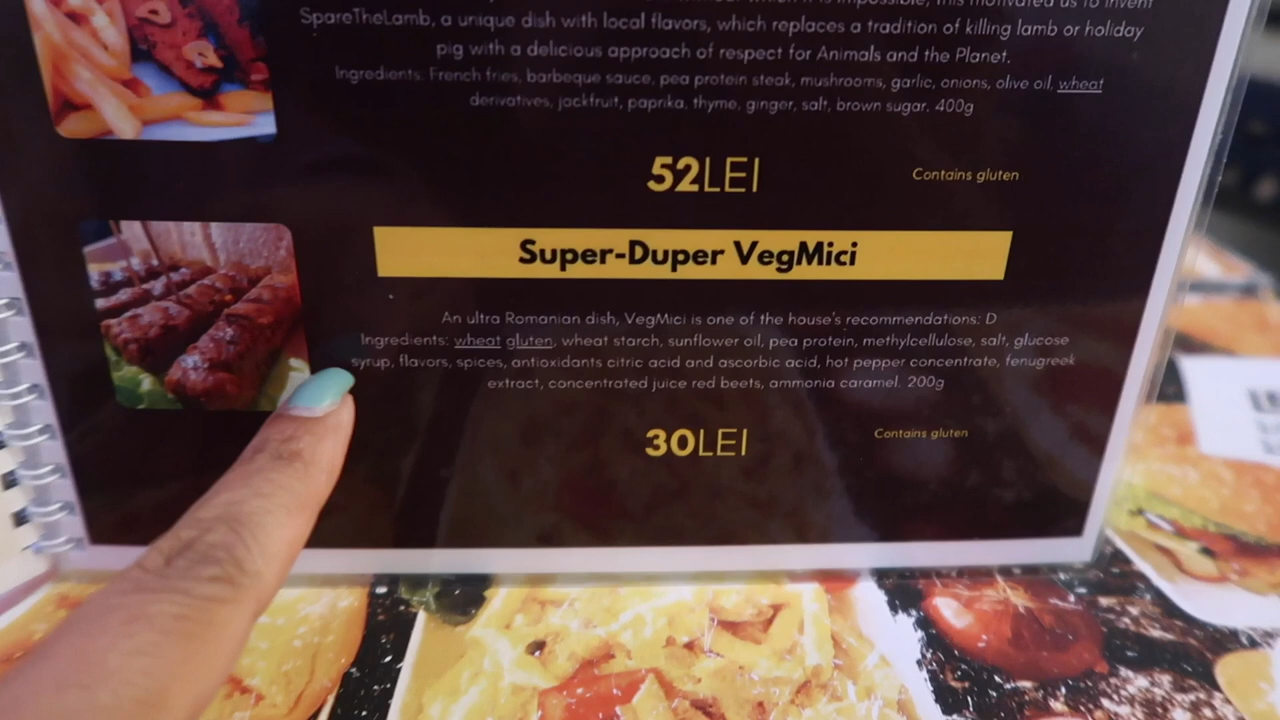 SpareTheLamb, a unique dish with local flavors, which replaces a tradition of killing lamb or holiday
pig with a delicious approach of respect for Animals and the Planet.
Ingredients: French fries, barbeque sauce, pea protein steak, mushrooms, garlic, onions, olive oil, wheat
derivatives, jackfruit, paprika, thyme, ginger, salt, brown sugar. 400g
52LEI
Contains gluten
Super-Duper VegMici
An ultra Romanian dish, VegMici is one of the house's recommendations: D
Ingredients: wheat gluten, wheat starch, sunflower oil, pea protein, methylcellulose, salt, glucose
syrup, flavors, spices, antioxidants citric acid and ascorbic acid, hot pepper concentrate, fenugreek
extract, concentrated juice red beets, ammonia caramel. 200g
30LEI
Contains gluten